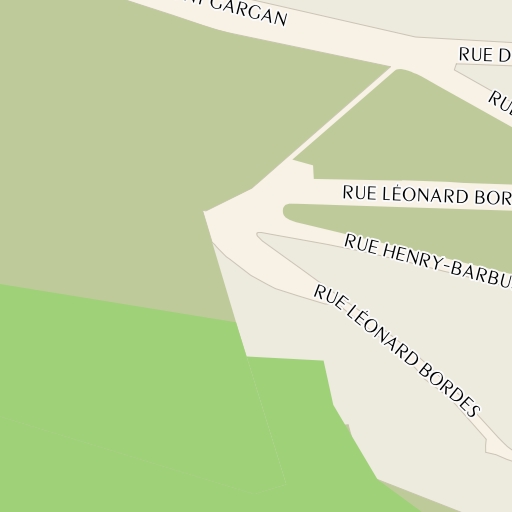 GARGAN
RUE D
RUE LÉONARD BOR
RUE HENRY-BARBU
RUE LÉONARD BORDES